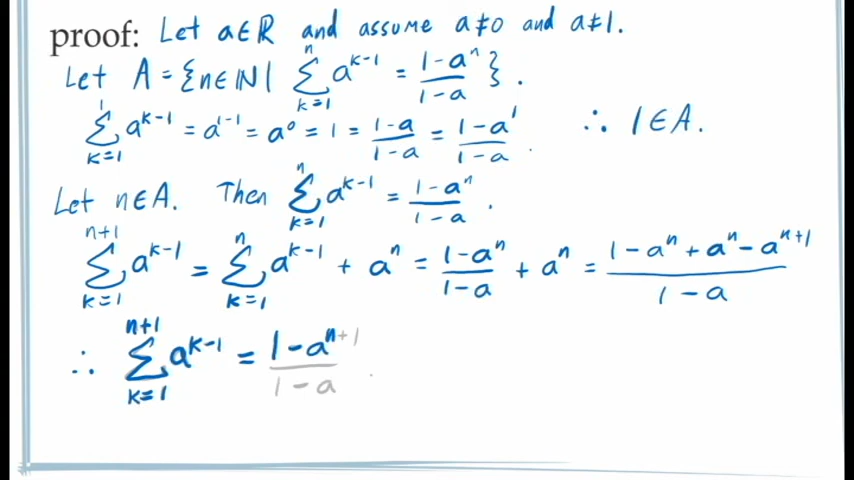 proof: Let a∈ℝ and assume a≠0 and a≠1.
Let A = {n∈ℕ | ∑_{k=1}^{n} a^{k-1} = (1-a^n)/(1-a)}.
∑_{k=1}^{1} a^{k-1} = a^{1-1} = a^0 = 1 = (1-a)/(1-a) = (1-a^1)/(1-a). ∴ 1∈A.
Let n∈A. Then ∑_{k=1}^{n} a^{k-1} = (1-a^n)/(1-a).
∑_{k=1}^{n+1} a^{k-1} = ∑_{k=1}^{n} a^{k-1} + a^n = (1-a^n)/(1-a) + a^n = (1-a^n+a^n-a^{n+1})/(1-a)
∴ ∑_{k=1}^{n+1} a^{k-1} = (1-a^{n+1})/(1-a).